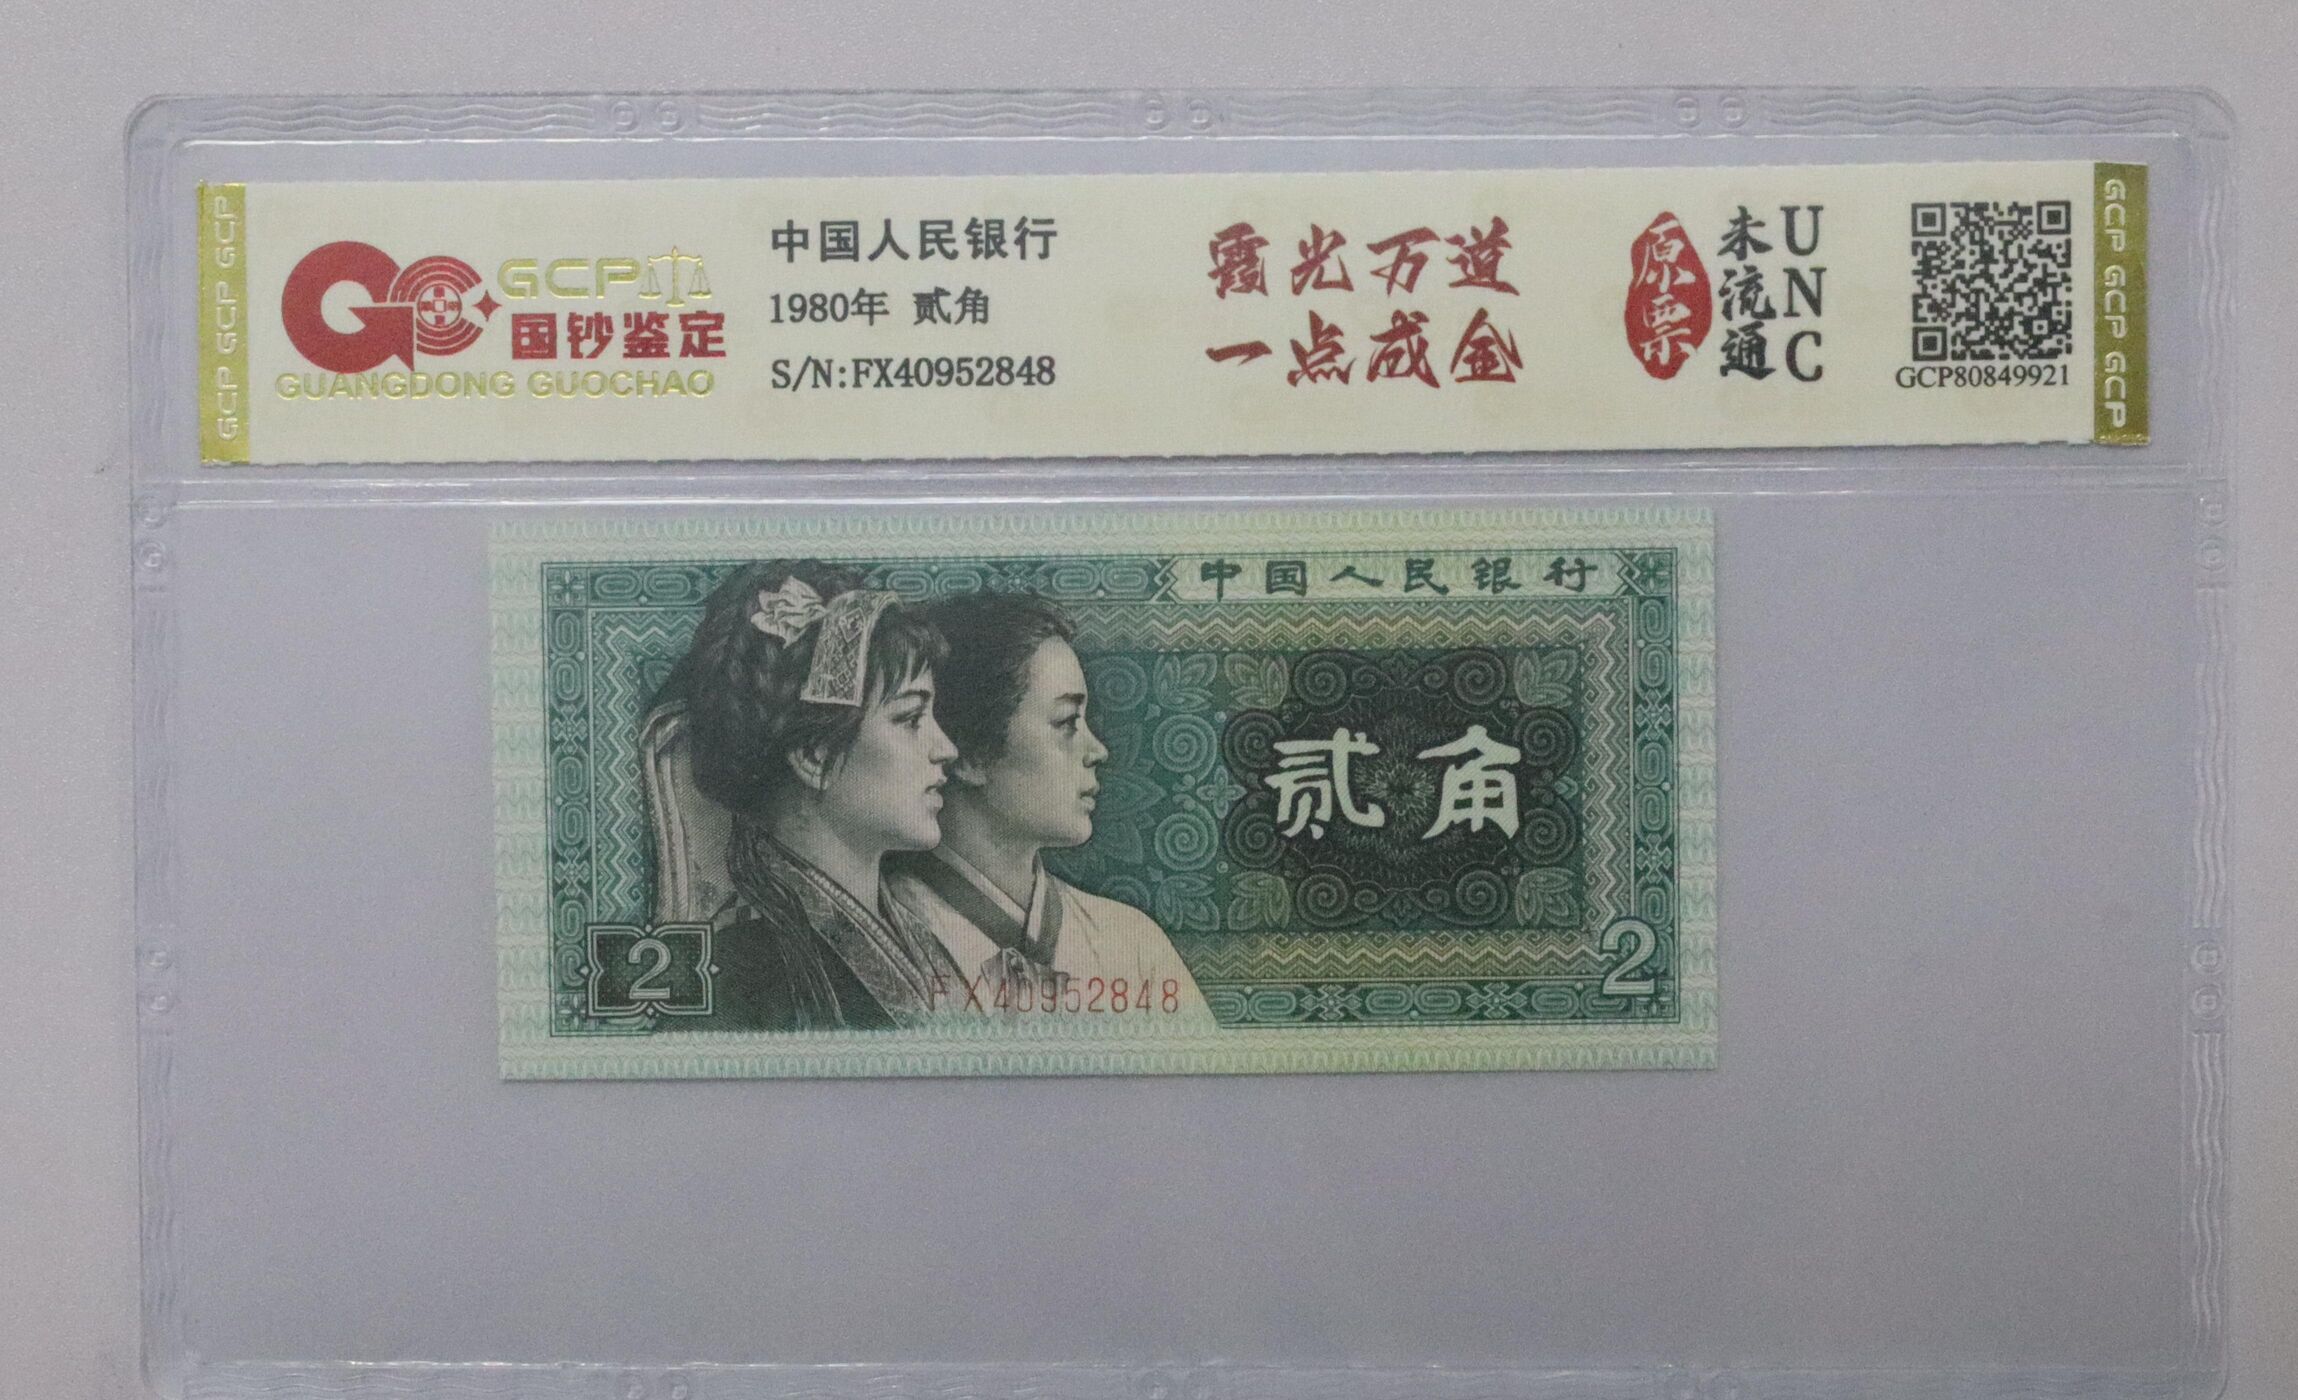 GCP GCP GCP
GCP
国钞鉴定
GUANGDONG GUOCHAO
中国人民银行
1980年 贰角
S/N:FX40952848
霞光万道
一点成金
原票
未流通
UNC
GCP80849921
GCP GCP GCP
中国人民银行
贰角
2
FX40952848
2